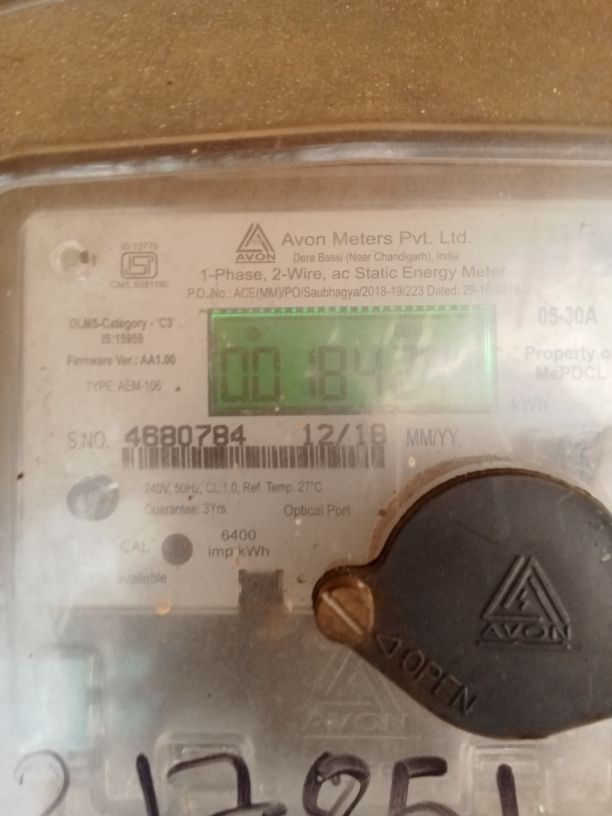 IS:13779
CM/L 9281190
AVON
Avon Meters Pvt. Ltd.
Dera Bassi (Near Chandigarh), India
1-Phase, 2-Wire, ac Static Energy Meter
P.O. No.: ACE(MM)/PO/Saubhagya/2018-19/223 Dated: 29-10-2018
DLMS-Category - 'C3'
IS:15959
Firmware Ver.: AA1.00
TYPE AEM-106
05-30A
Property of
MePDCL
kWh
S.NO. 4680784 12/18 MM/YY.
240V, 50Hz, CL 1.0, Ref. Temp. 27°C
Guarantee: 3Yrs. Optical Port
CAL
6400
imp/kWh
available
AVON
OPEN
AVON